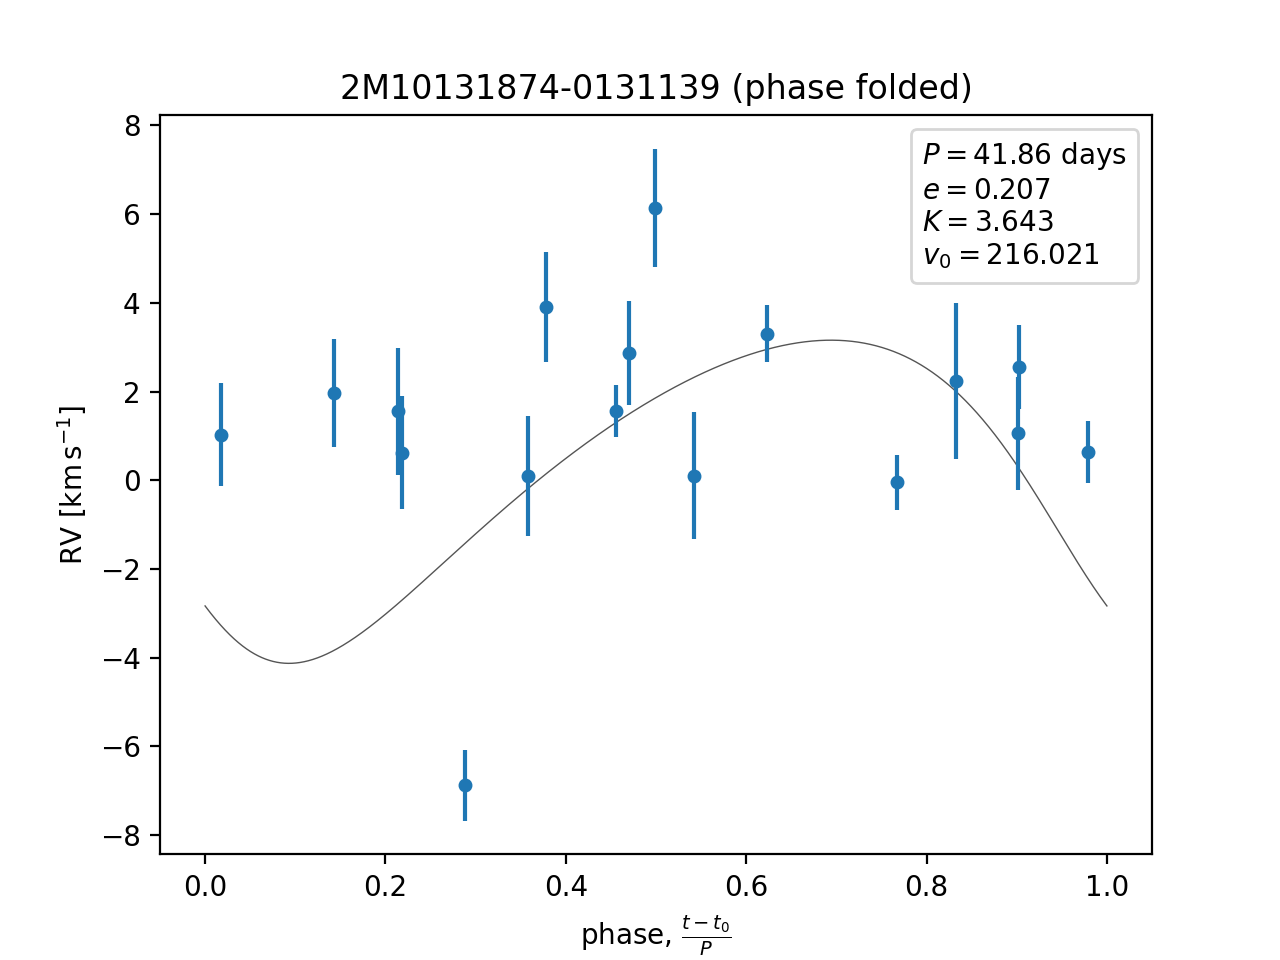 2M10131874-0131139 (phase folded)
P = 41.86 days
e = 0.207
K = 3.643
v₀ = 216.021
8
6
4
2
0
−2
−4
−6
−8
RV [km s⁻¹]
0.0 0.2 0.4 0.6 0.8 1.0
phase, (t − t₀)/P